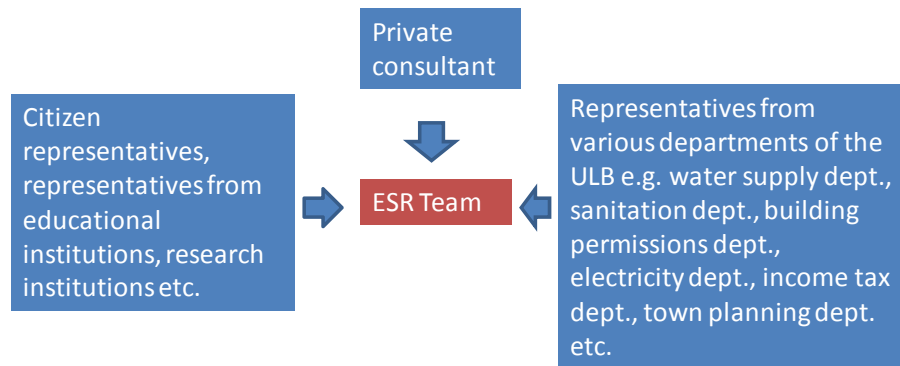 Private
consultant
Citizen
representatives,
representatives from
educational
institutions, research
institutions etc.
ESR Team
Representatives from
various departments of the
ULB e.g. water supply dept.,
sanitation dept., building
permissions dept.,
electricity dept., income tax
dept., town planning dept.
etc.